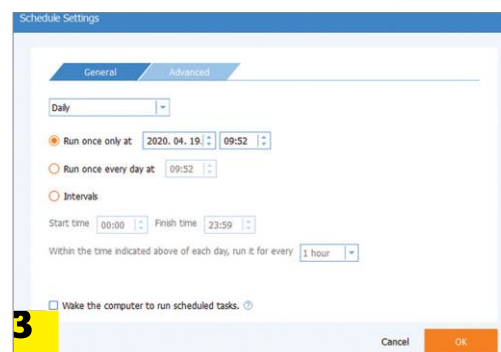 Schedule Settings
General Advanced
Daily
Run once only at 2020. 04. 19. 09:52
Run once every day at 09:52
Intervals
Start time 00:00 Finish time 23:59
Within the time indicated above of each day, run it for every 1 hour
Wake the computer to run scheduled tasks. ?
3
Cancel OK